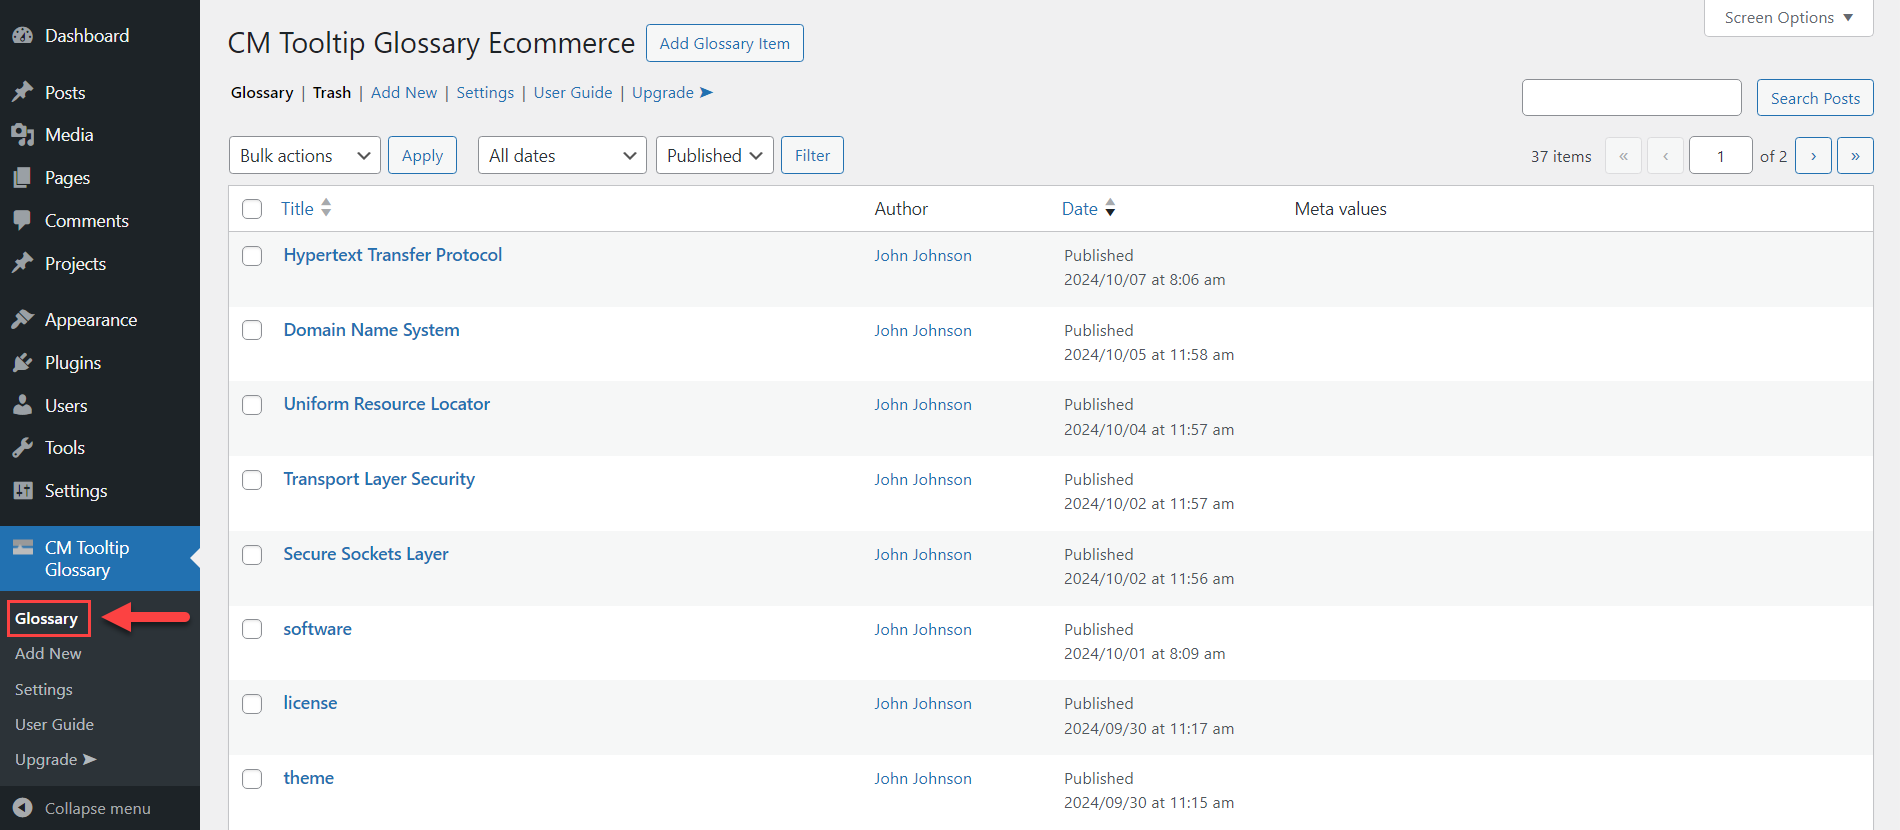 Dashboard
Posts
Media
Pages
Comments
Projects
Appearance
Plugins
Users
Tools
Settings
CM Tooltip
Glossary
Glossary
Add New
Settings
User Guide
Upgrade ➤
Collapse menu
Screen Options ▼
CM Tooltip Glossary Ecommerce Add Glossary Item
Glossary | Trash | Add New | Settings | User Guide | Upgrade ➤
Search Posts
Bulk actions Apply All dates Published Filter 37 items « ‹ 1 of 2 › »
Title Author Date Meta values
Hypertext Transfer Protocol John Johnson Published
2024/10/07 at 8:06 am
Domain Name System John Johnson Published
2024/10/05 at 11:58 am
Uniform Resource Locator John Johnson Published
2024/10/04 at 11:57 am
Transport Layer Security John Johnson Published
2024/10/02 at 11:57 am
Secure Sockets Layer John Johnson Published
2024/10/02 at 11:56 am
software John Johnson Published
2024/10/01 at 8:09 am
license John Johnson Published
2024/09/30 at 11:17 am
theme John Johnson Published
2024/09/30 at 11:15 am